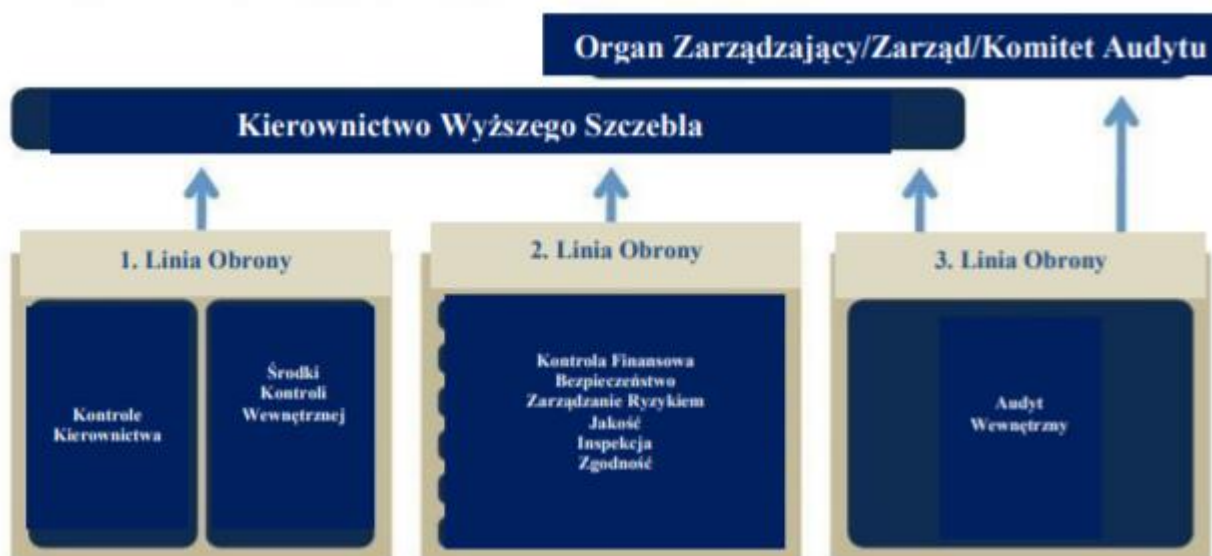 Organ Zarządzający/Zarząd/Komitet Audytu
Kierownictwo Wyższego Szczebla
1. Linia Obrony
Kontrole
Kierownictwa
Środki
Kontroli
Wewnętrznej
2. Linia Obrony
Kontrola Finansowa
Bezpieczeństwo
Zarządzanie Ryzykiem
Jakość
Inspekcja
Zgodność
3. Linia Obrony
Audyt
Wewnętrzny